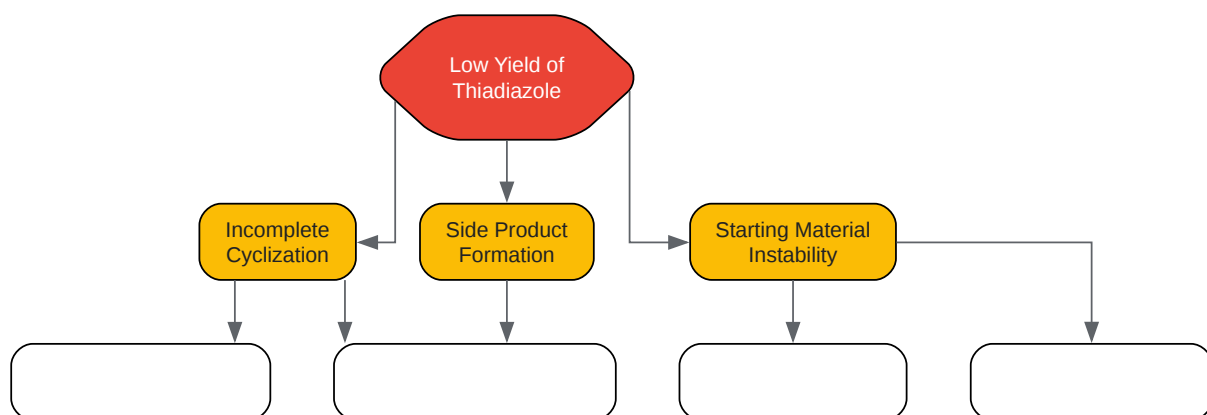 Low Yield of
Thiadiazole
Incomplete
Cyclization
Side Product
Formation
Starting Material
Instability